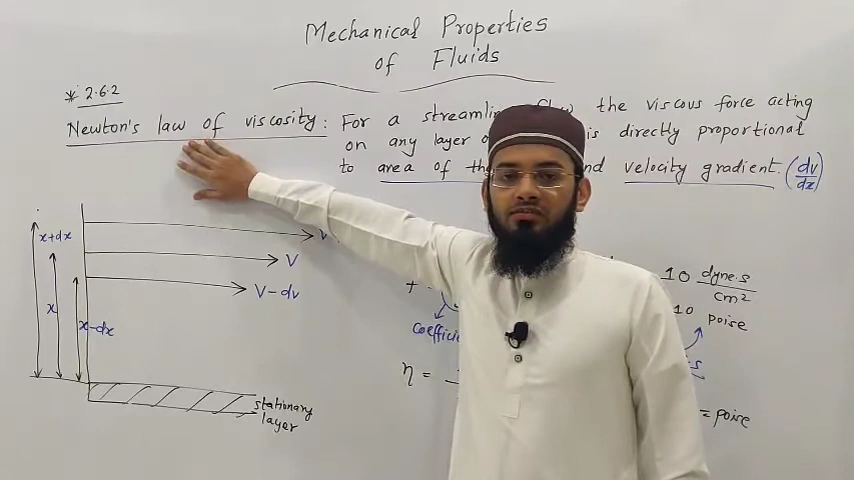 Mechanical Properties
of Fluids
* 2.6.2
Newton's law of viscosity: For a streamline flow the viscous force acting
on any layer is directly proportional
to area of the and velocity gradient. (dv/dx)
x+dx
V
V
V-dv
x
x-dx
stationary
layer
+
η =
10 dyne.s/cm2
10 poise
= poise